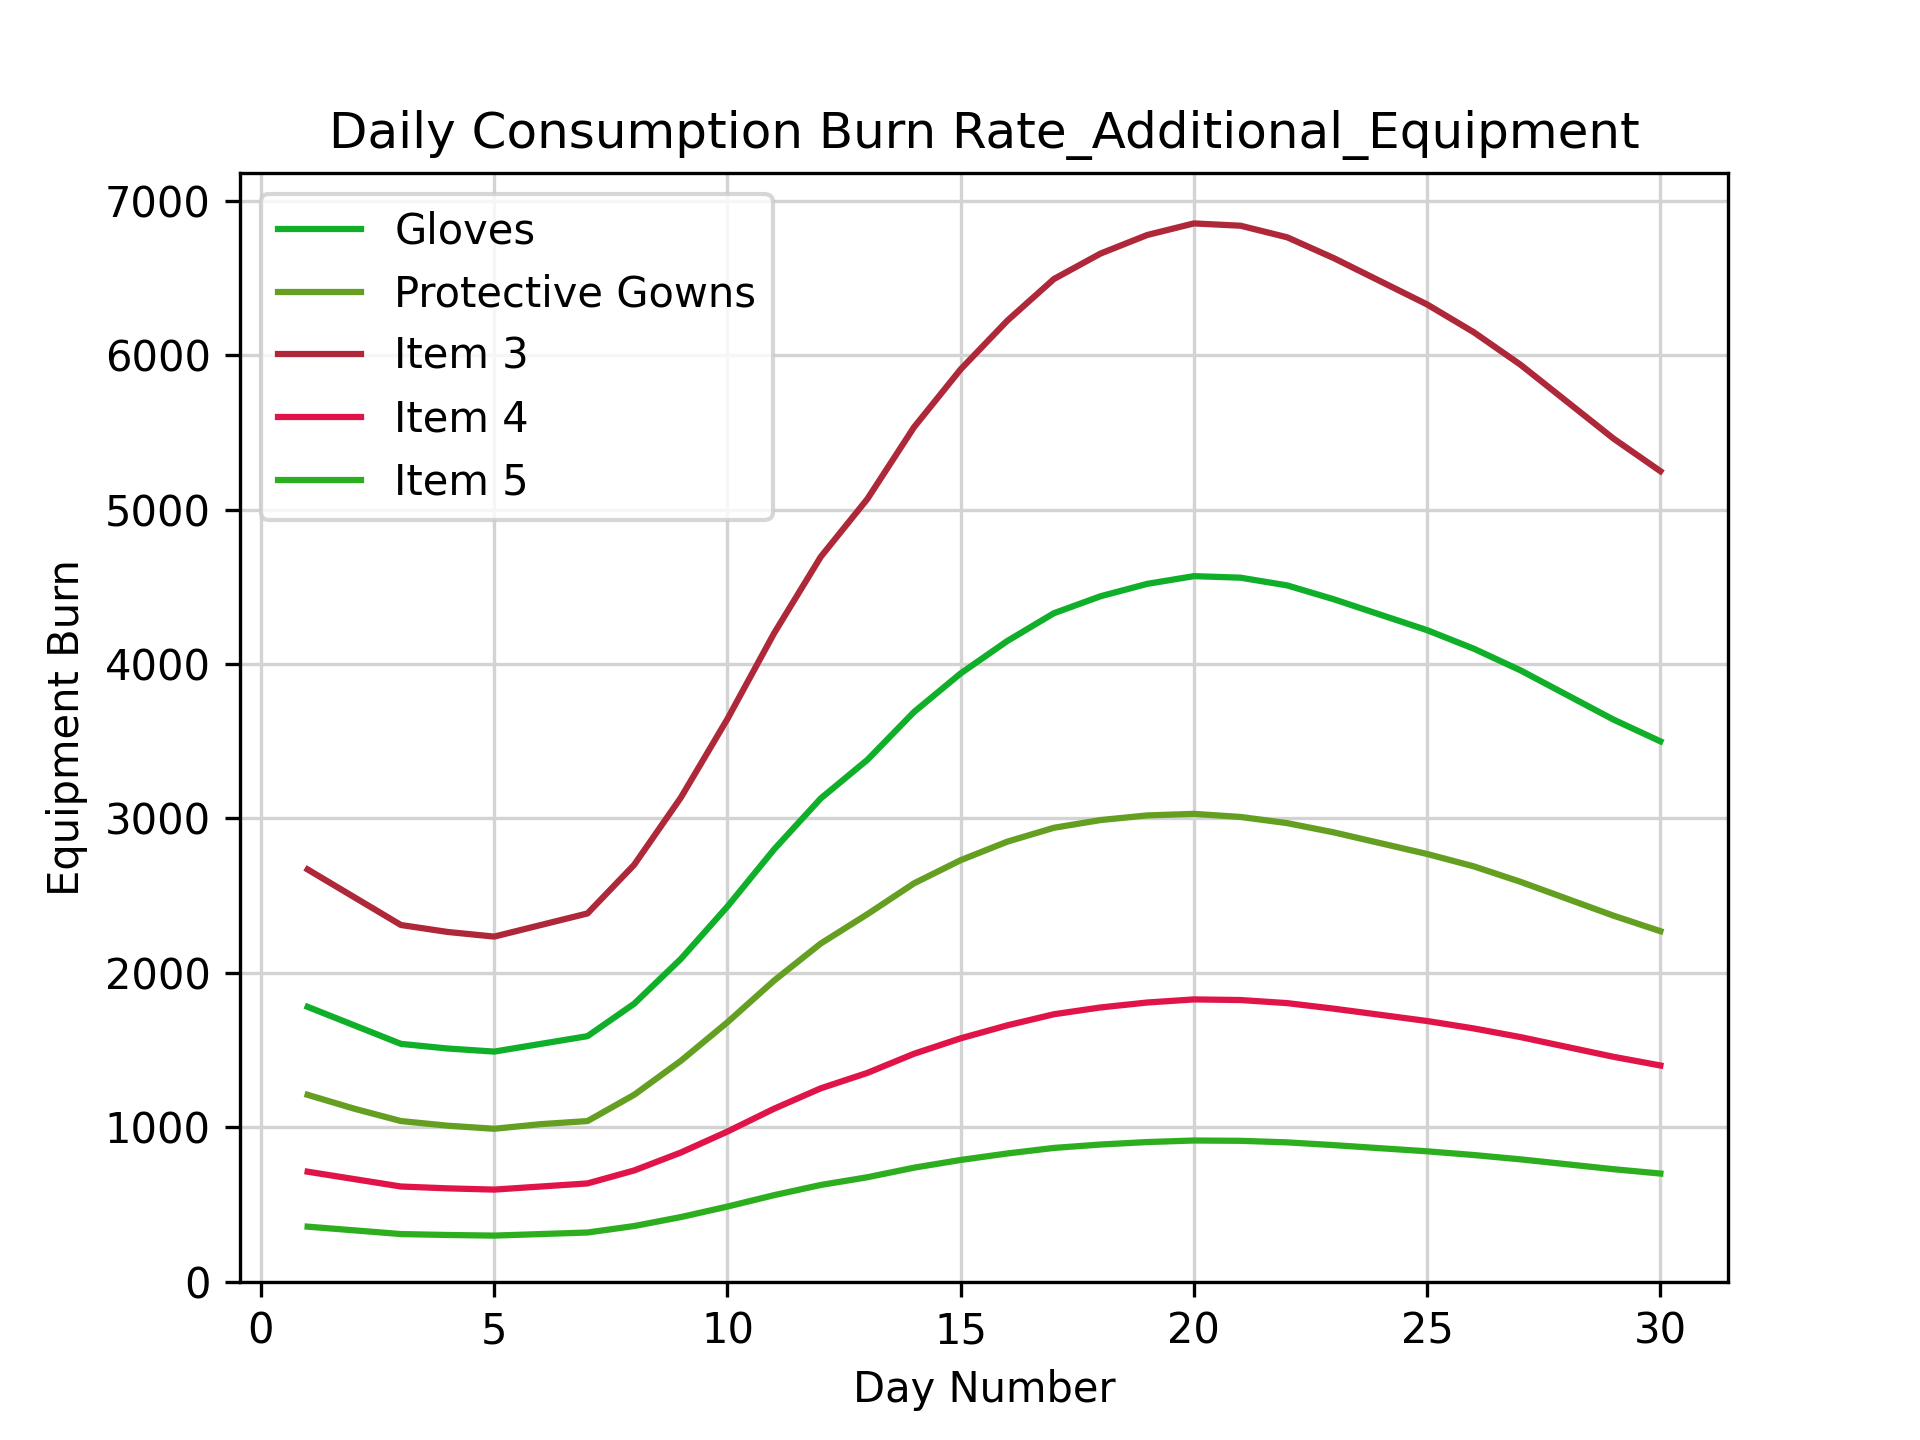 Daily Consumption Burn Rate_Additional_Equipment
7000
6000
5000
4000
3000
2000
1000
0
Equipment Burn
Gloves
Protective Gowns
Item 3
Item 4
Item 5
0 5 10 15 20 25 30
Day Number